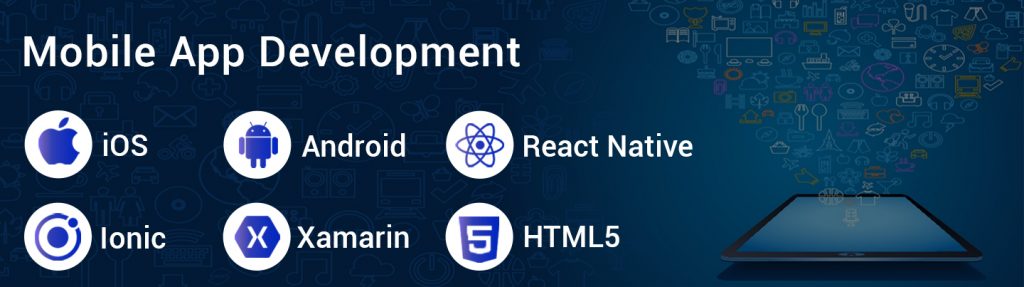 Mobile App Development
iOS
Android
React Native
Ionic
Xamarin
HTML5